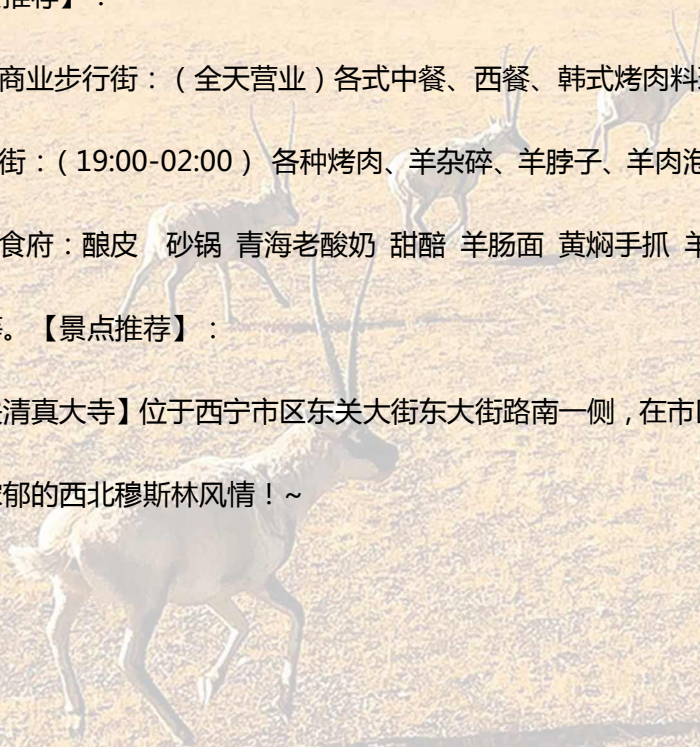 推荐】：
商业步行街：（全天营业）各式中餐、西餐、韩式烤肉料
街：（19:00-02:00） 各种烤肉、羊杂碎、羊脖子、羊肉泡
食府：酿皮 砂锅 青海老酸奶 甜醅 羊肠面 黄焖手抓 羊
。【景点推荐】：
清真大寺】位于西宁市区东关大街东大街路南一侧，在市
郁的西北穆斯林风情！~